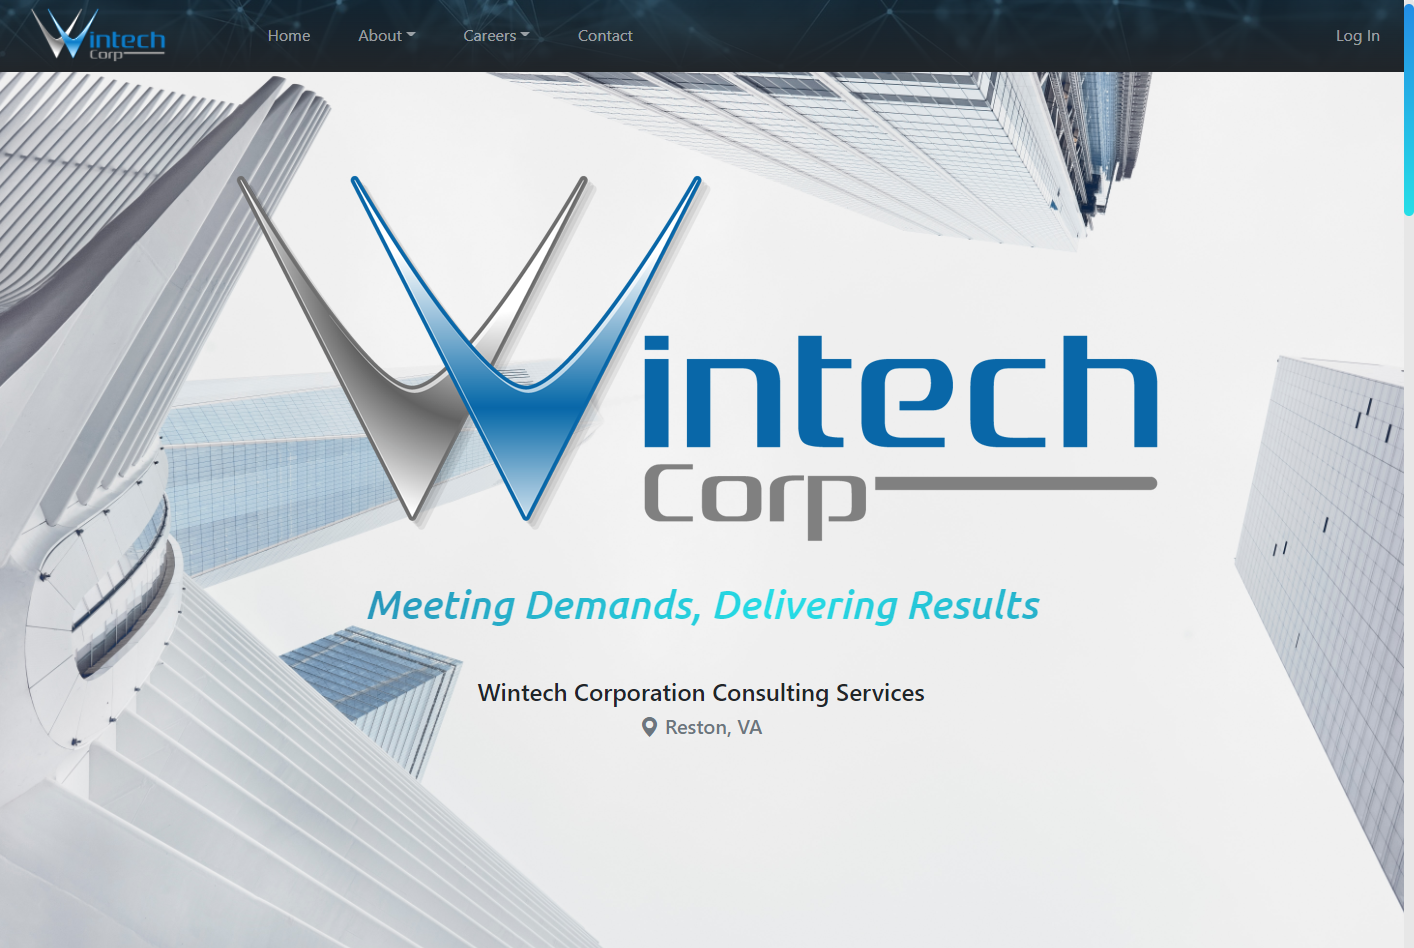 Wintech
Corp
Home
About
Careers
Contact
Log In
Wintech
Corp
Meeting Demands, Delivering Results
Wintech Corporation Consulting Services
Reston, VA